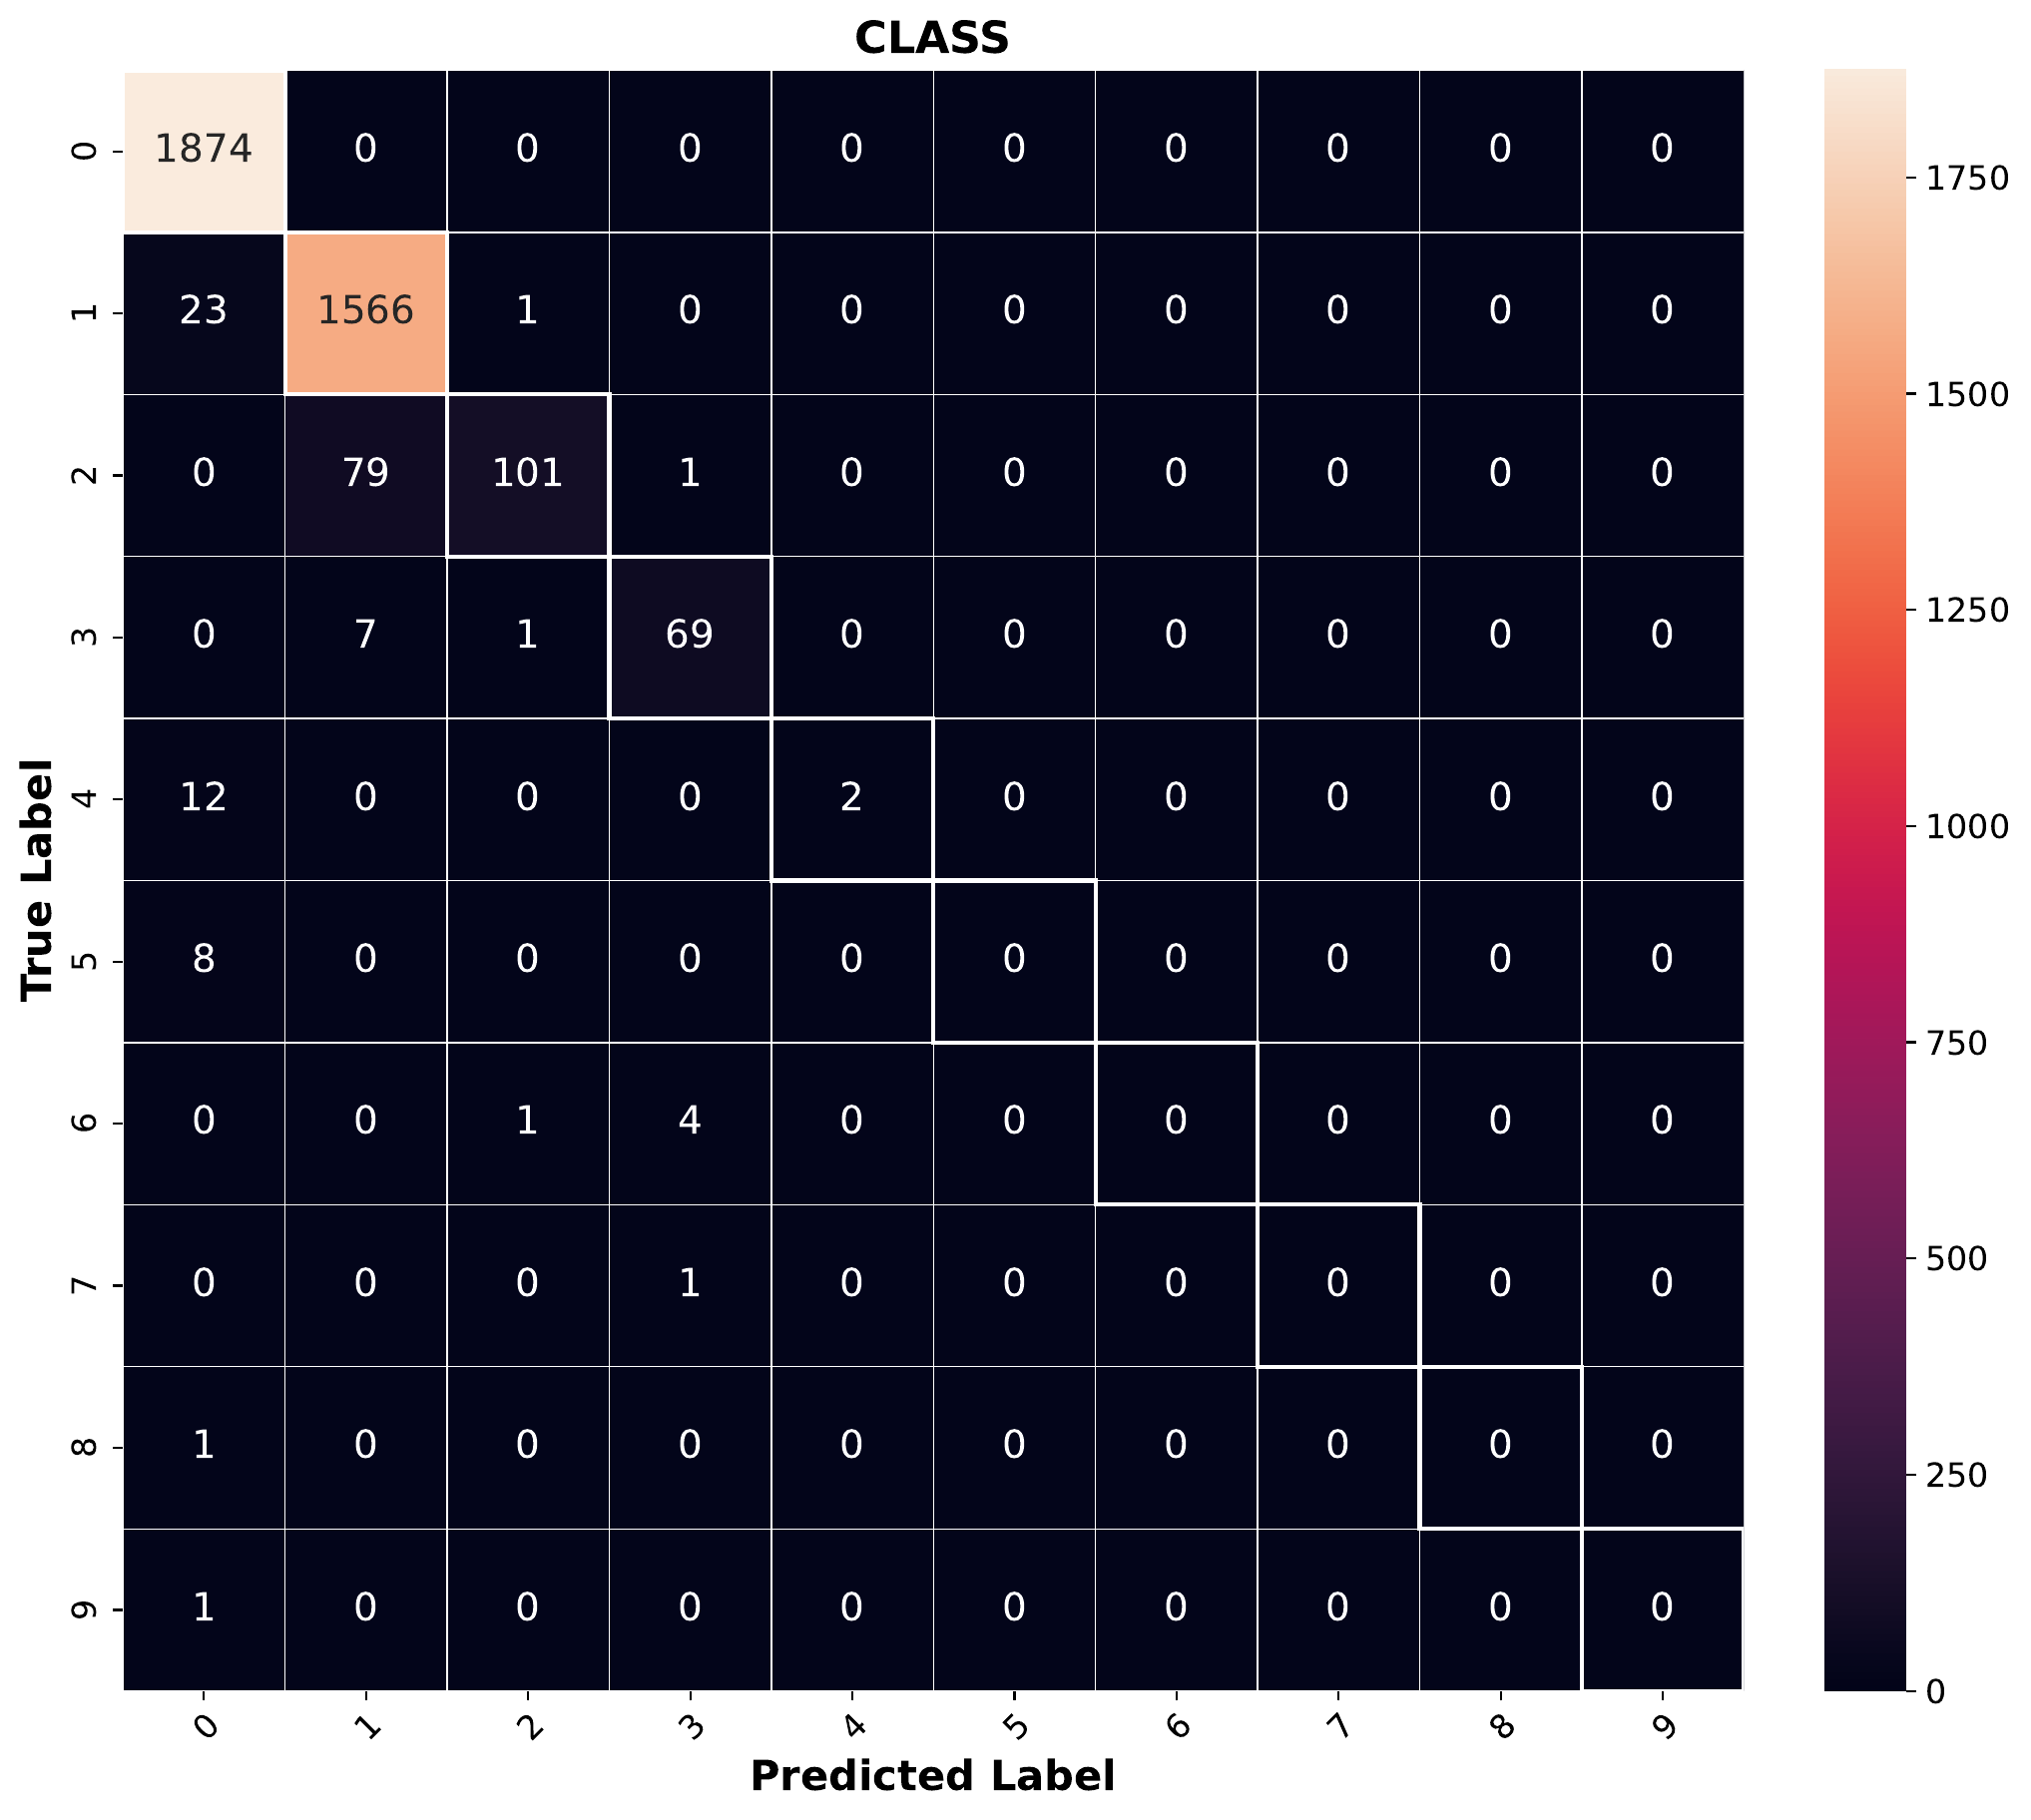 CLASS
0 1874 0 0 0 0 0 0 0 0 0
1 23 1566 1 0 0 0 0 0 0 0
2 0 79 101 1 0 0 0 0 0 0
3 0 7 1 69 0 0 0 0 0 0
4 12 0 0 0 2 0 0 0 0 0
5 8 0 0 0 0 0 0 0 0 0
6 0 0 1 4 0 0 0 0 0 0
7 0 0 0 1 0 0 0 0 0 0
8 1 0 0 0 0 0 0 0 0 0
9 1 0 0 0 0 0 0 0 0 0
0 1 2 3 4 5 6 7 8 9
True Label
Predicted Label
1750
1500
1250
1000
750
500
250
0